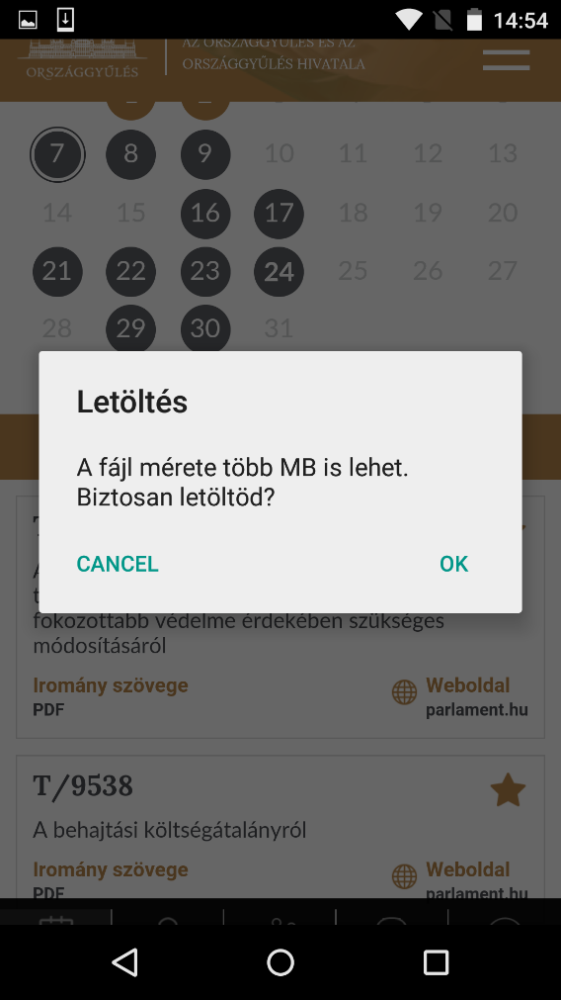 14:54
ORSZÁGGYŰLÉS
AZ ORSZÁGGYŰLÉS ÉS AZ
ORSZÁGGYŰLÉS HIVATALA
7 8 9 10 11 12 13
14 15 16 17 18 19 20
21 22 23 24 25 26 27
28 29 30 31
Letöltés
A fájl mérete több MB is lehet.
Biztosan letöltöd?
CANCEL OK
fokozottabb védelme érdekében szükséges
módosításáról
Iromány szövege Weboldal
PDF parlament.hu
T/9538
A behajtási költségátalányról
Iromány szövege Weboldal
PDF parlament.hu